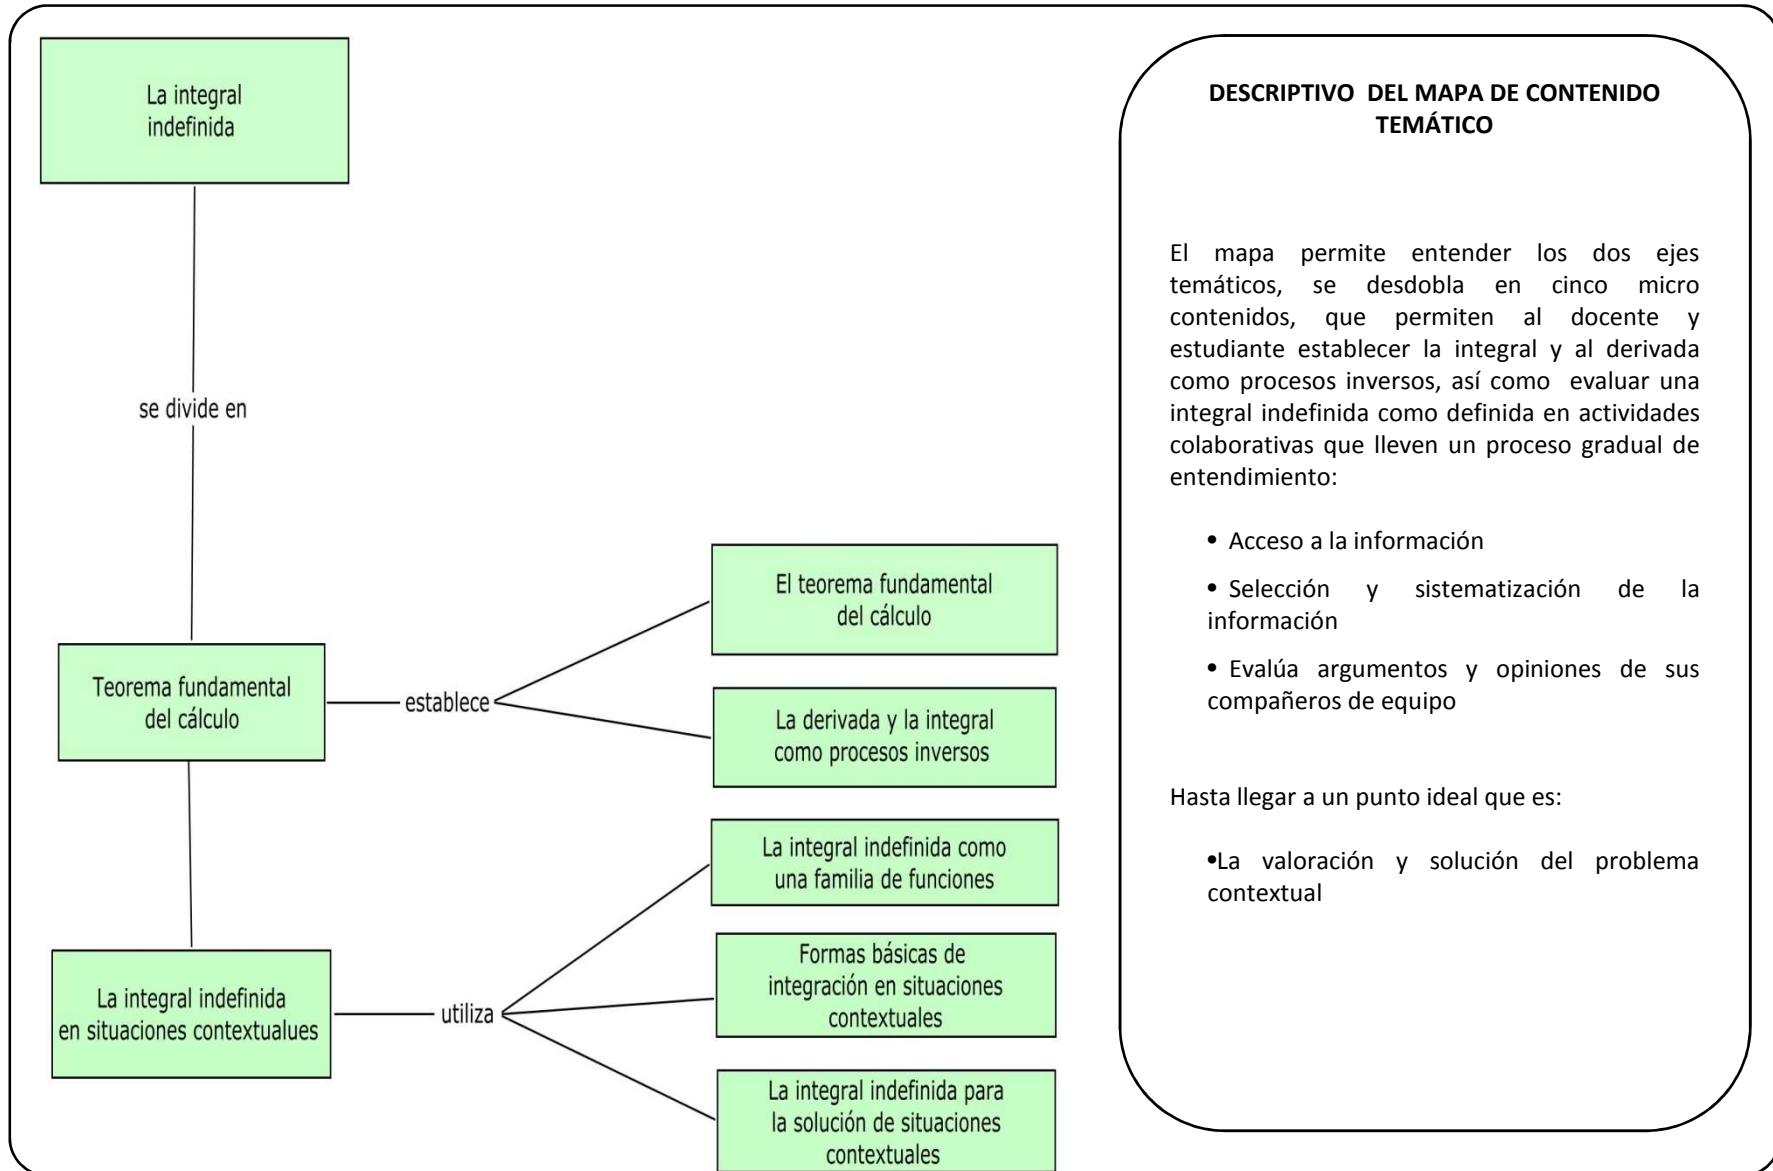 La integral
indefinida
se divide en
Teorema fundamental
del cálculo
establece
El teorema fundamental
del cálculo
La derivada y la integral
como procesos inversos
La integral indefinida
en situaciones contextualues
utiliza
La integral indefinida como
una familia de funciones
Formas básicas de
integración en situaciones
contextuales
La integral indefinida para
la solución de situaciones
contextuales
DESCRIPTIVO DEL MAPA DE CONTENIDO
TEMÁTICO
El mapa permite entender los dos ejes
temáticos, se desdobla en cinco micro
contenidos, que permiten al docente y
estudiante establecer la integral y al derivada
como procesos inversos, así como evaluar una
integral indefinida como definida en actividades
colaborativas que lleven un proceso gradual de
entendimiento:
• Acceso a la información
• Selección y sistematización de la
información
• Evalúa argumentos y opiniones de sus
compañeros de equipo
Hasta llegar a un punto ideal que es:
•La valoración y solución del problema
contextual